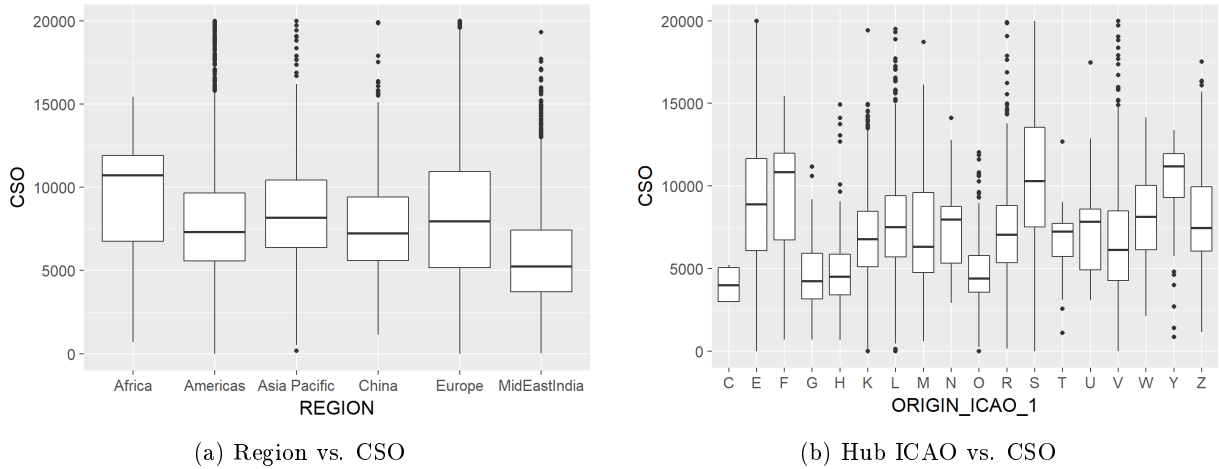 20000
15000
10000
5000
0
CSO
Africa Americas Asia Pacific China Europe MidEastIndia
REGION
(a) Region vs. CSO
20000
15000
10000
5000
0
CSO
C E F G H K L M N O R S T U V W Y Z
ORIGIN_ICAO_1
(b) Hub ICAO vs. CSO